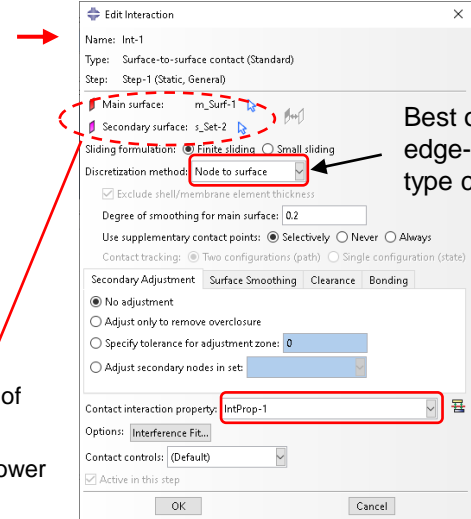 Edit Interaction
Name: Int-1
Type: Surface-to-surface contact (Standard)
Step: Step-1 (Static, General)
Main surface: m_Surf-1
Secondary surface: s_Set-2
Sliding formulation: Finite sliding Small sliding
Discretization method: Node to surface
Exclude shell/membrane element thickness
Degree of smoothing for main surface: 0.2
Use supplementary contact points: Selectively Never Always
Contact tracking: Two configurations (path) Single configuration (state)
Secondary Adjustment Surface Smoothing Clearance Bonding
No adjustment
Adjust only to remove overclosure
Specify tolerance for adjustment zone: 0
Adjust secondary nodes in set:
Contact interaction property: IntProp-1
Options: Interference Fit...
Contact controls: (Default)
Active in this step
OK Cancel
Best
edge-
type
of
ower